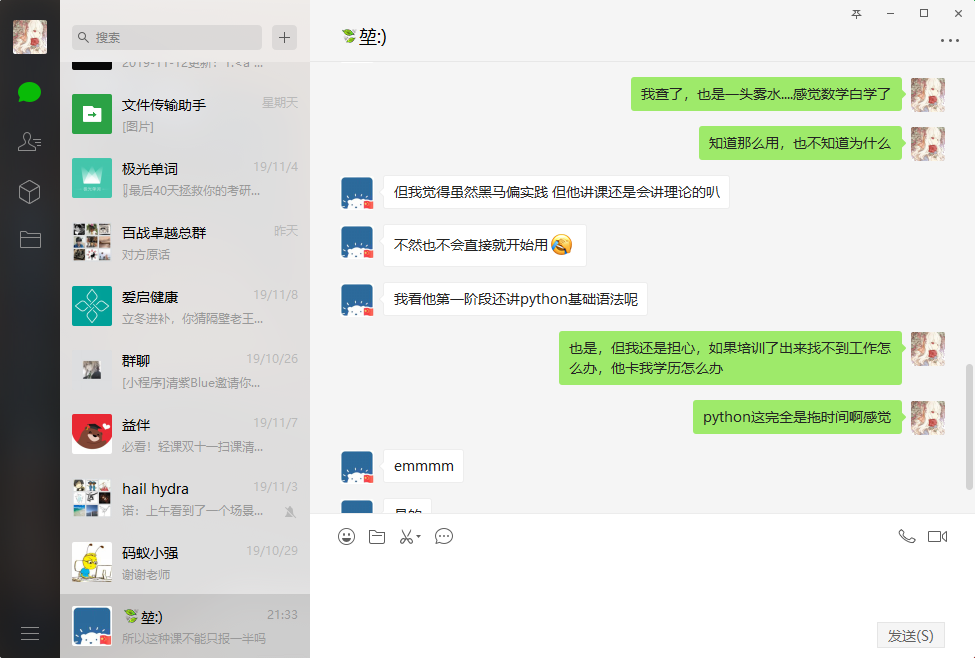 搜索
2019-11-12更新：1.<a ...
文件传输助手
星期天
[图片]
极光单词
19/11/4
最后40天拯救你的考研...
百战卓越总群
昨天
对方原话
爱启健康
19/11/8
立冬进补，你猜隔壁老王...
群聊
19/10/26
[小程序]清紫Blue邀请你...
益伴
19/11/7
必看！轻课双十一扫课清...
hail hydra
19/11/3
诺：上午看到了一个场景...
码蚁小强
19/10/29
谢谢老师
堃:)
21:33
所以这种课不能只报一半吗
堃:)
我查了，也是一头雾水....感觉数学白学了
知道那么用，也不知道为什么
但我觉得虽然黑马偏实践 但他讲课还是会讲理论的叭
不然也不会直接就开始用
我看他第一阶段还讲python基础语法呢
也是，但我还是担心，如果培训了出来找不到工作怎
么办，他卡我学历怎么办
python这完全是拖时间啊感觉
emmmm
是的
发送(S)